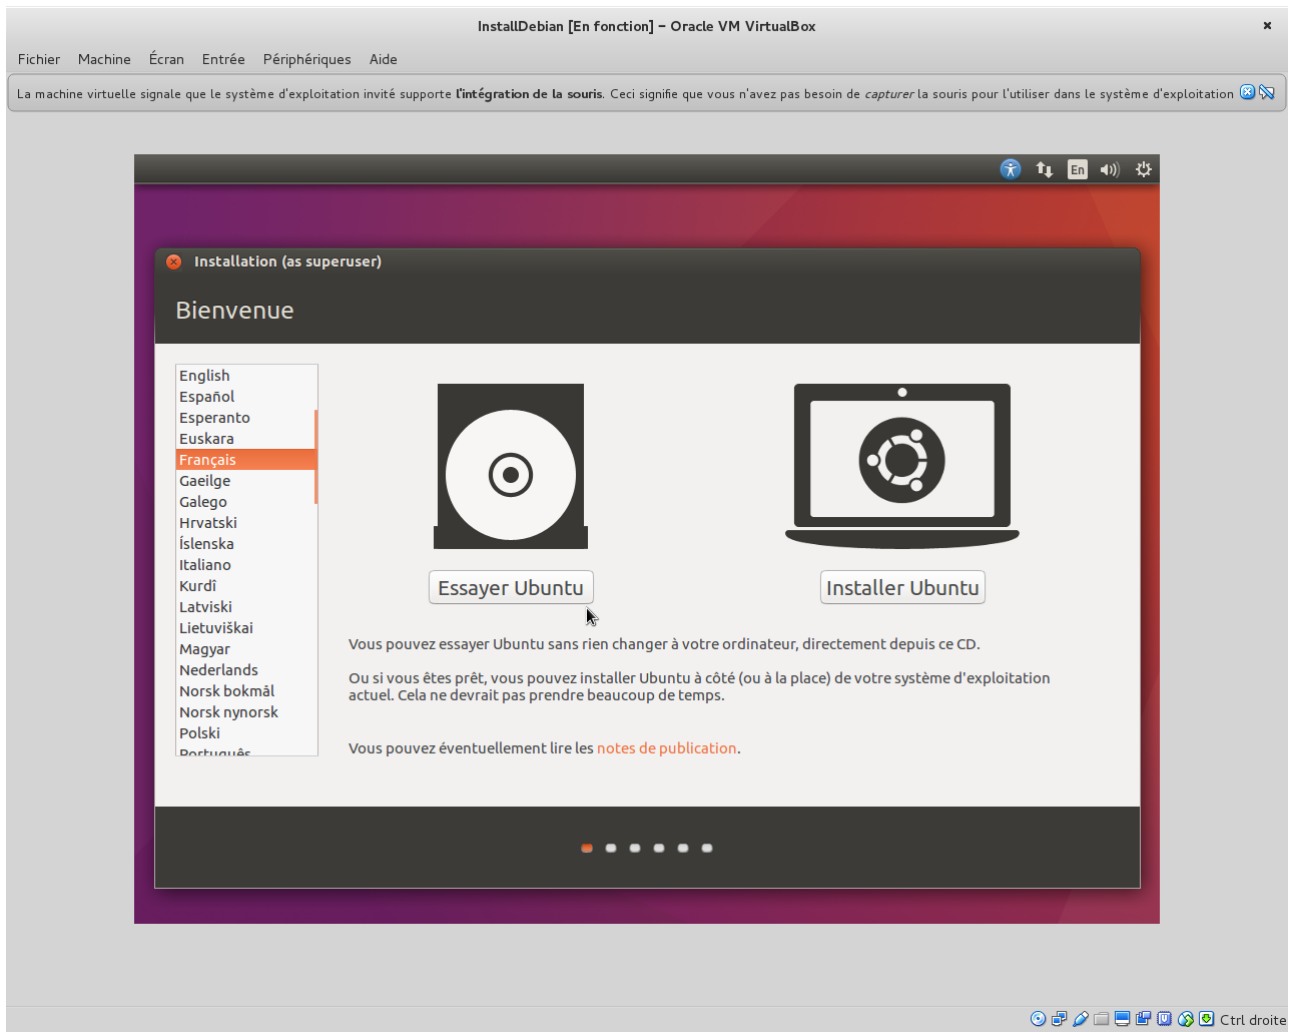 InstallDebian [En fonction] – Oracle VM VirtualBox
Fichier Machine Écran Entrée Périphériques Aide
La machine virtuelle signale que le système d'exploitation invité supporte l'intégration de la souris. Ceci signifie que vous n'avez pas besoin de capturer la souris pour l'utiliser dans le système d'exploitation
En
Installation (as superuser)
Bienvenue
English
Español
Esperanto
Euskara
Français
Gaeilge
Galego
Hrvatski
Íslenska
Italiano
Kurdî
Latviski
Lietuviškai
Magyar
Nederlands
Norsk bokmål
Norsk nynorsk
Polski
Português
Essayer Ubuntu
Installer Ubuntu
Vous pouvez essayer Ubuntu sans rien changer à votre ordinateur, directement depuis ce CD.
Ou si vous êtes prêt, vous pouvez installer Ubuntu à côté (ou à la place) de votre système d'exploitation
actuel. Cela ne devrait pas prendre beaucoup de temps.
Vous pouvez éventuellement lire les notes de publication.
Ctrl droite